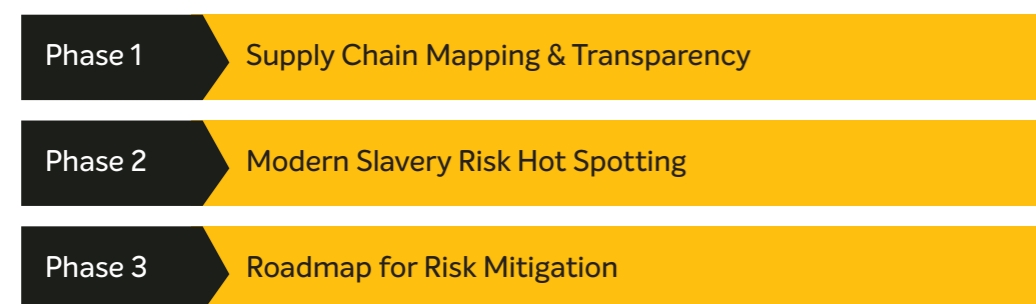 Phase 1 Supply Chain Mapping & Transparency
Phase 2 Modern Slavery Risk Hot Spotting
Phase 3 Roadmap for Risk Mitigation